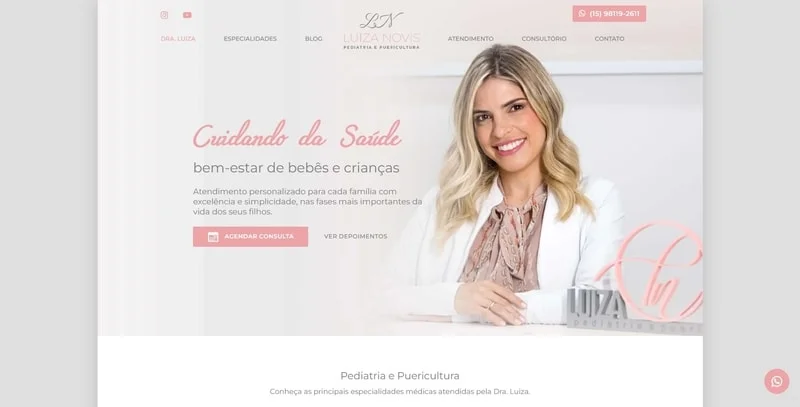 (15) 98119-2611
LN
LUIZA NOVIS
PEDIATRIA E PUERICULTURA
DRA. LUIZA
ESPECIALIDADES
BLOG
ATENDIMENTO
CONSULTÓRIO
CONTATO
Cuidando da Saúde
bem-estar de bebês e crianças
Atendimento personalizado para cada família com
excelência e simplicidade, nas fases mais importantes da
vida dos seus filhos.
AGENDAR CONSULTA
VER DEPOIMENTOS
LUIZA
pediatria
Pediatria e Puericultura
Conheça as principais especialidades médicas atendidas pela Dra. Luiza.